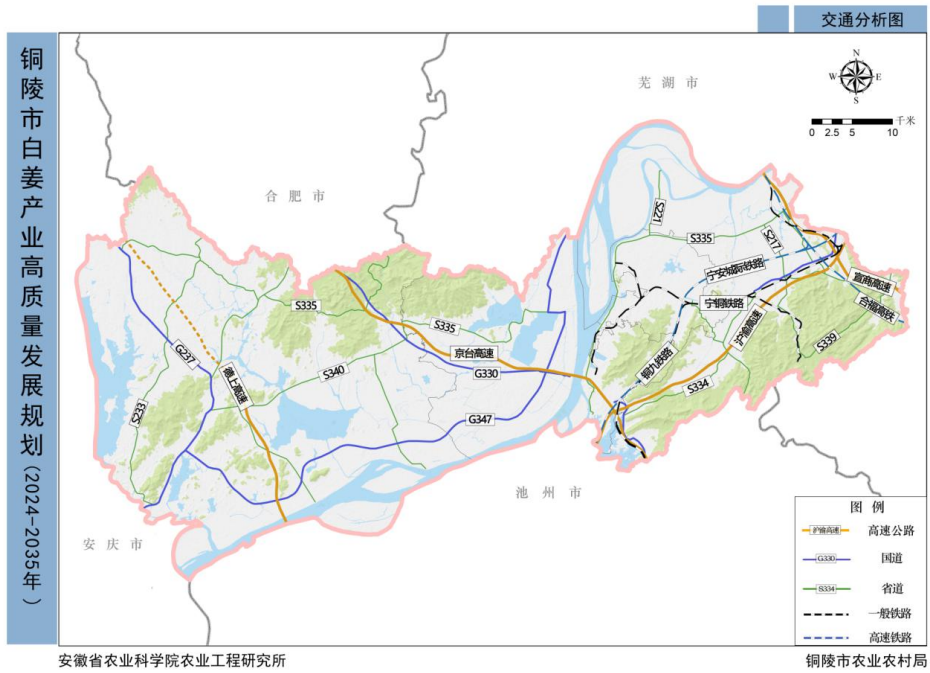 交通分析图
铜陵市白姜产业高质量发展规划(2024-2035年)
芜湖市
N
W E
S
千米
0 2.5 5 10
合肥市
S221
S335
S217
宁安城际铁路
宣商高速
合福高铁
宁铜铁路
沪渝高速
S339
S335
S335
京台高速
G330
铜九铁路
S334
G237
德上高速
S340
S233
G347
池州市
安庆市
图例
沪渝高速 高速公路
G330 国道
S334 省道
一般铁路
高速铁路
安徽省农业科学院农业工程研究所
铜陵市农业农村局